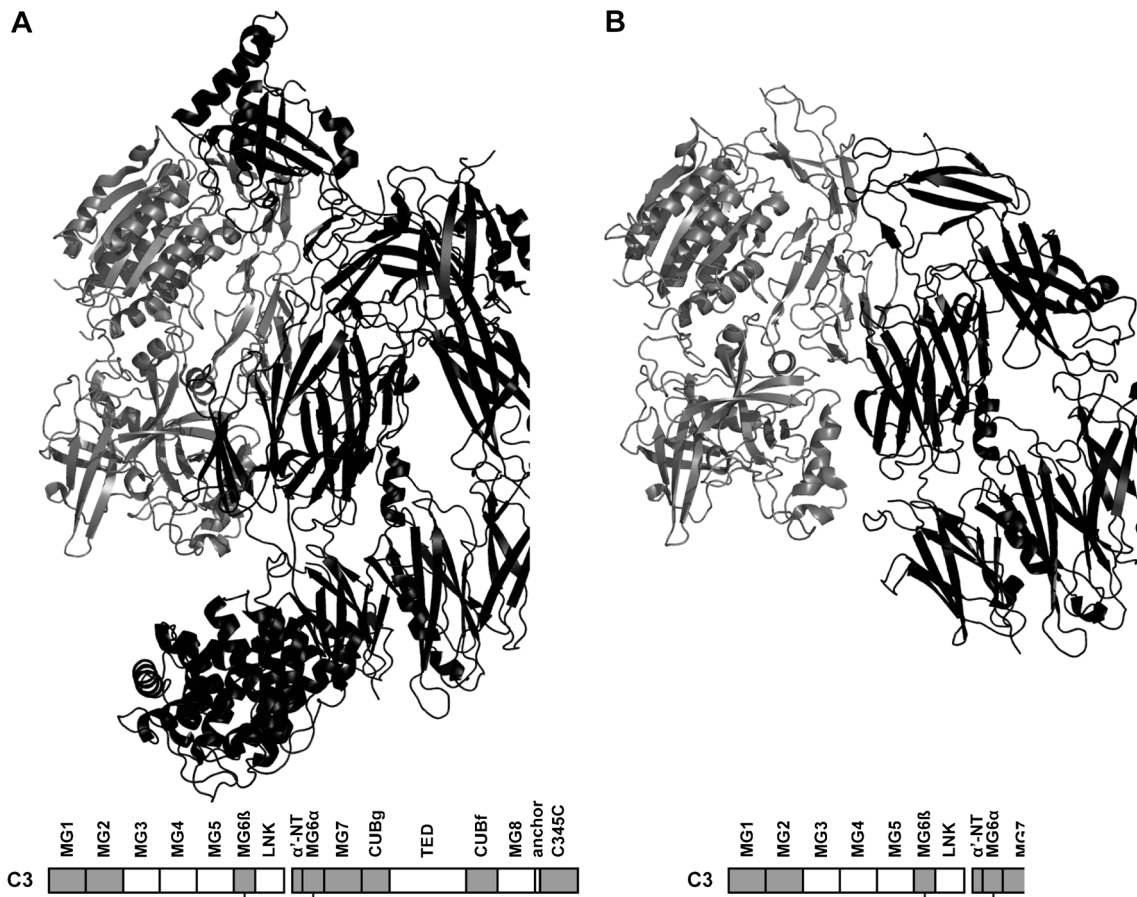 A B
MG1 MG2 MG3 MG4 MG5 MG6ß LNK α'-NT MG6α MG7 CUBg TED CUBf MG8 anchor C345C
MG1 MG2 MG3 MG4 MG5 MG6ß LNK α'-NT MG6α MG7
C3 C3